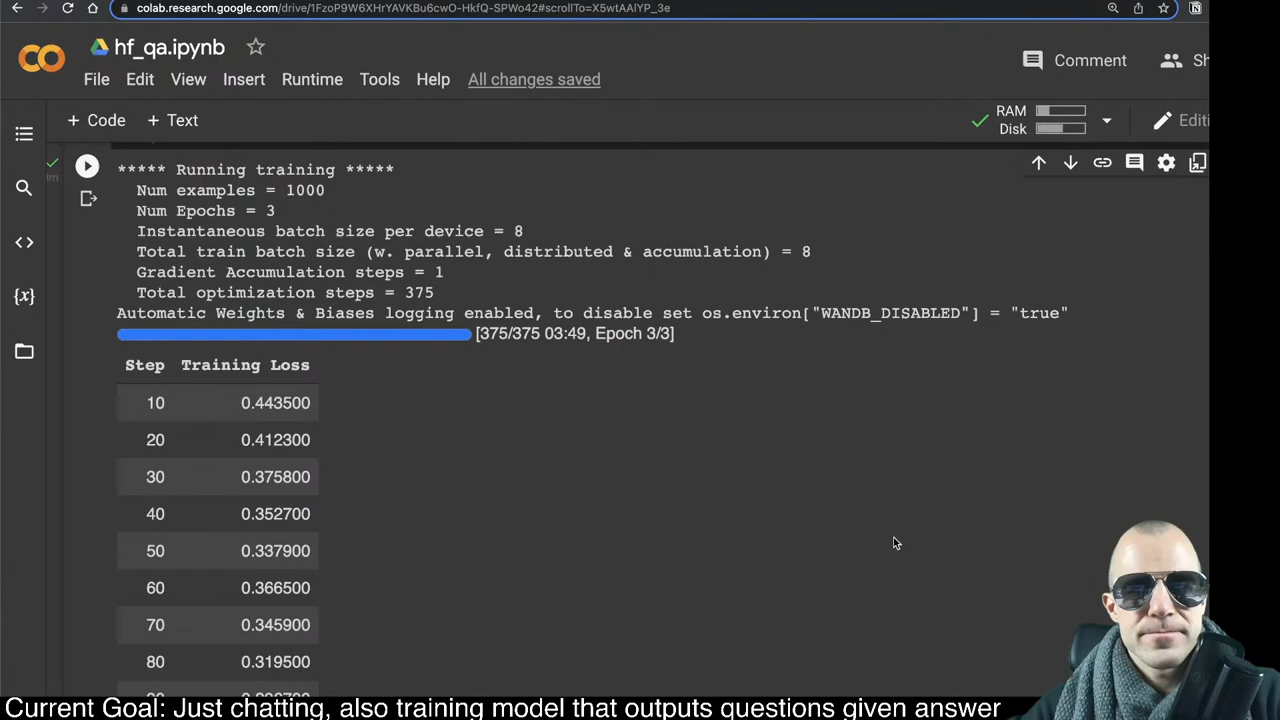 colab.research.google.com/drive/1FzoP9W6XHrYAVKBu6cwO-HkfQ-SPWo42#scrollTo=X5wtAAlYP_3e
hf_qa.ipynb
Comment
Sh
File Edit View Insert Runtime Tools Help All changes saved
+ Code + Text
RAM
Disk
Editi
***** Running training *****
Num examples = 1000
Num Epochs = 3
Instantaneous batch size per device = 8
Total train batch size (w. parallel, distributed & accumulation) = 8
Gradient Accumulation steps = 1
Total optimization steps = 375
Automatic Weights & Biases logging enabled, to disable set os.environ["WANDB_DISABLED"] = "true"
[375/375 03:49, Epoch 3/3]
Step Training Loss
10 0.443500
20 0.412300
30 0.375800
40 0.352700
50 0.337900
60 0.366500
70 0.345900
80 0.319500
Current Goal: Just chatting, also training model that outputs questions given answer